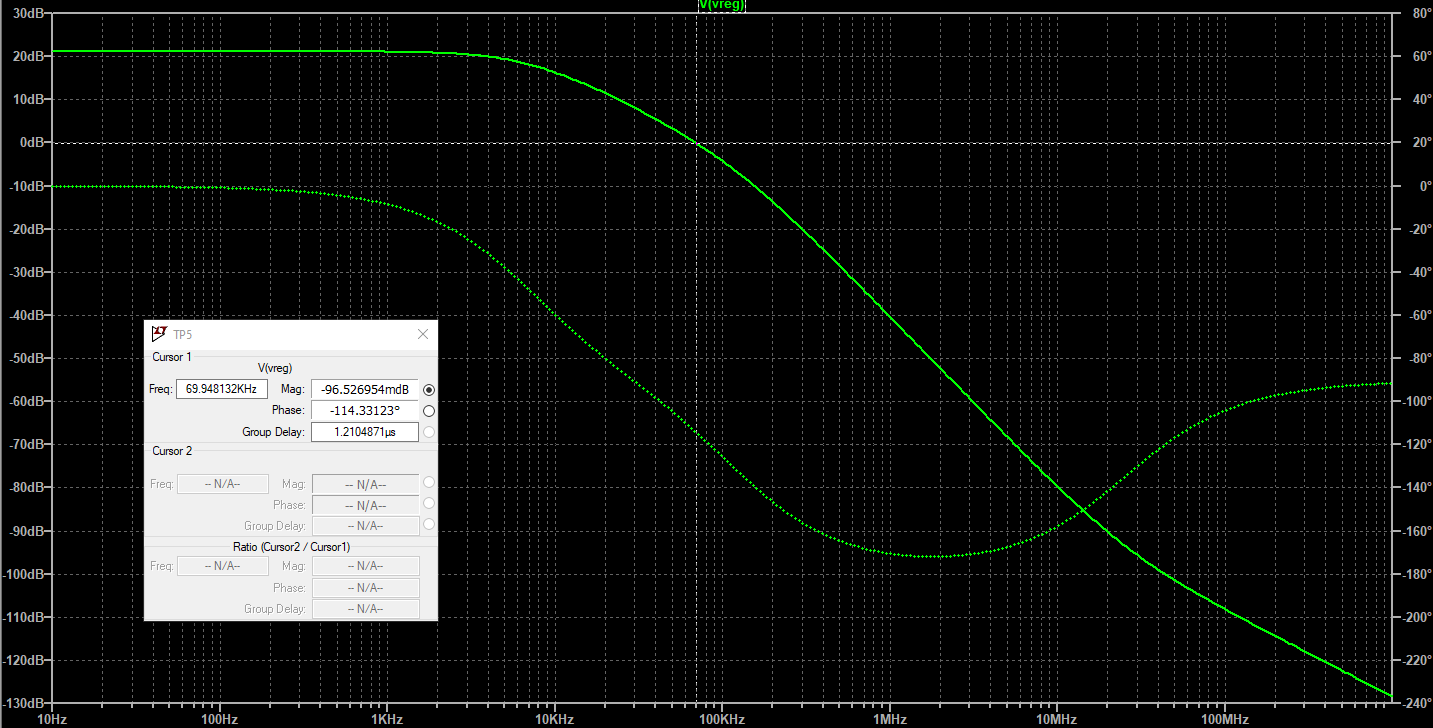 V(vreg)
30dB 80°
20dB 60°
10dB 40°
0dB 20°
-10dB 0°
-20dB -20°
-30dB -40°
-40dB -60°
-50dB -80°
-60dB -100°
-70dB -120°
-80dB -140°
-90dB -160°
-100dB -180°
-110dB -200°
-120dB -220°
-130dB -240°
10Hz 100Hz 1KHz 10KHz 100KHz 1MHz 10MHz 100MHz
TP5
Cursor 1
V(vreg)
Freq: 69.948132KHz Mag: -96.526954mdB
Phase: -114.33123°
Group Delay: 1.2104871µs
Cursor 2
Freq: -- N/A-- Mag: -- N/A--
Phase: -- N/A--
Group Delay: -- N/A--
Ratio (Cursor2 / Cursor1)
Freq: -- N/A-- Mag: -- N/A--
Phase: -- N/A--
Group Delay: -- N/A--